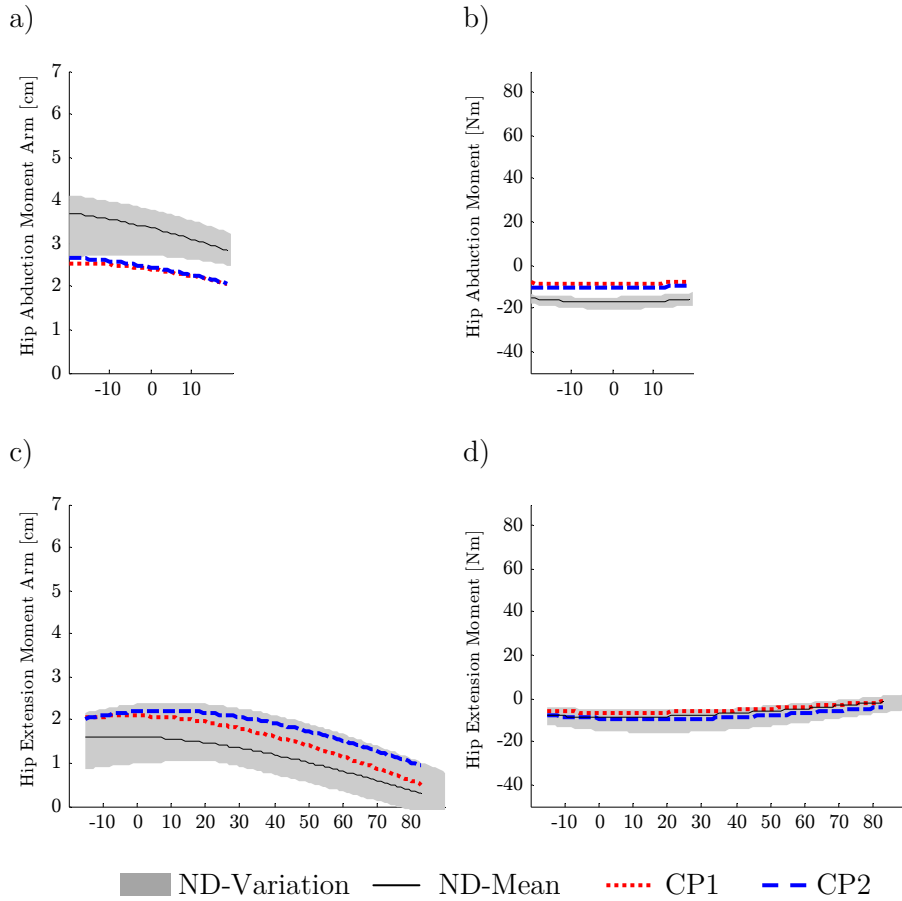 a)
Hip Abduction Moment Arm [cm]
7
6
5
4
3
2
1
0
-10 0 10
b)
Hip Abduction Moment [Nm]
80
60
40
20
0
-20
-40
-10 0 10
c)
Hip Extension Moment Arm [cm]
7
6
5
4
3
2
1
0
-10 0 10 20 30 40 50 60 70 80
d)
Hip Extension Moment [Nm]
80
60
40
20
0
-20
-40
-10 0 10 20 30 40 50 60 70 80
ND-Variation ND-Mean CP1 CP2